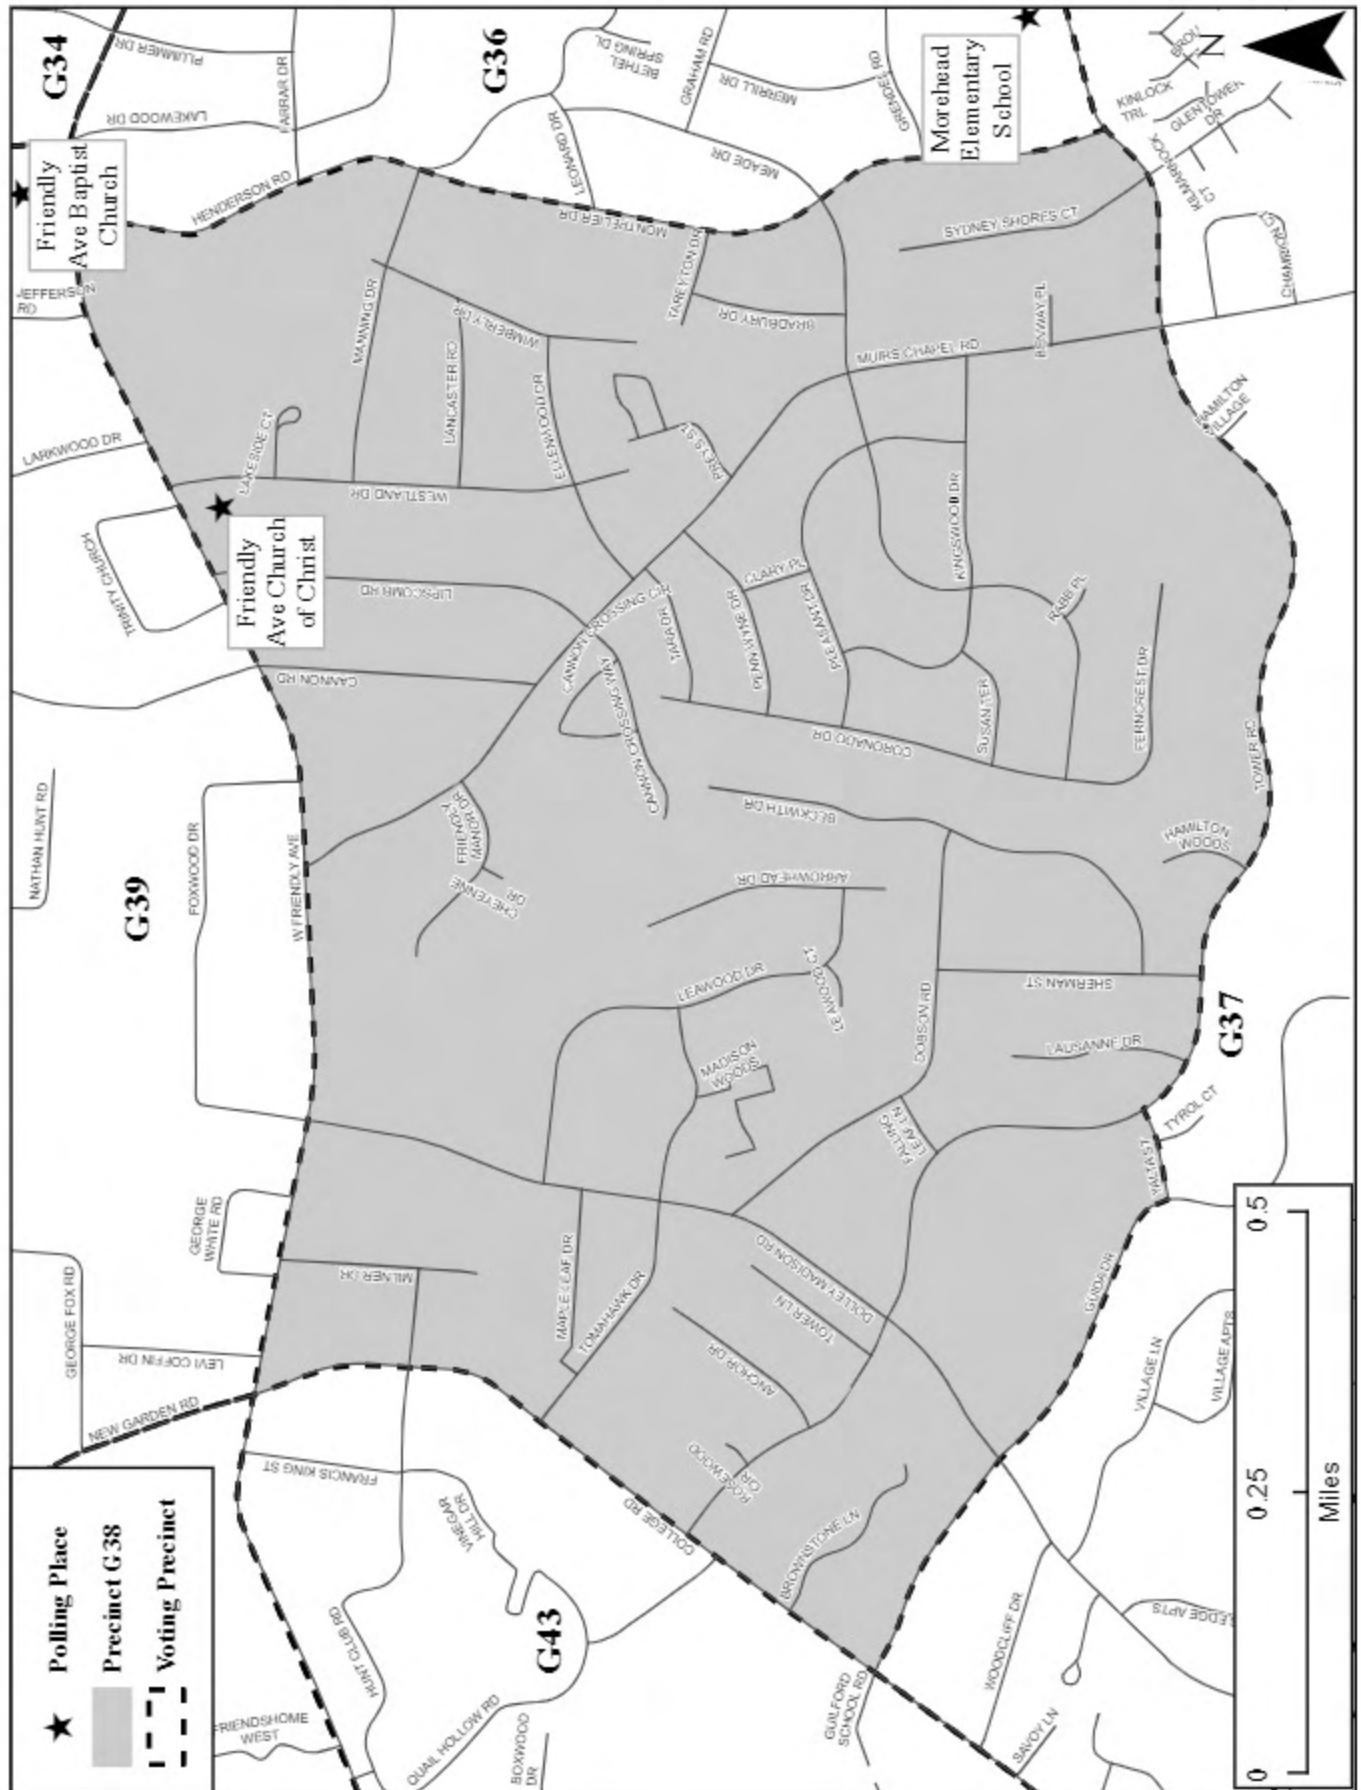 G34
PLUMMER DR
LAKEWOOD DR
FARRAR DR
G36
SPRING DL
BETHEL
GRAHAM RD
MERRILL DR
GRENDEL RD
Morehead
Elementary
School
N
KINLOCK
TRL
GLENTOWER
DR
KILMARNOCK
CT
Friendly
Ave Baptist
Church
HENDERSON RD
LEONARD DR
MEADE DR
MONTPELIER DR
SYDNEY SHORES CT
CHAMPION CT
JEFFERSON
RD
MANNING DR
WIMBERLY DR
TAREYTON DR
BRADBURY DR
BENWAY PL
MUIRS CHAPEL RD
LANCASTER RD
ELLENWOOD DR
LARKWOOD DR
LAKESIDE CT
WESTLAND DR
PREYS ST
HAMILTON
VILLAGE
KINGSWOOD DR
TRINITY CHURCH
Friendly
Ave Church
of Christ
LIPSCOMB RD
CANNON CROSSING CIR
TARA DR
CLARY PL
PENNWYNE DR
PLEASANT DR
RABB PL
CANNON RD
CANNON CROSSING WAY
CORONADO DR
SUSAN TER
FERNCREST DR
TOWER RD
NATHAN HUNT RD
G39
FOXWOOD DR
W FRIENDLY AVE
FRIENDLY
MANOR DR
CHEYENNE
DR
BECKWITH DR
HAMILTON
WOODS
ARROWHEAD DR
LEAWOOD DR
LEAWOOD CT
SHERMAN ST
DOBSON RD
LAUSANNE DR
G37
MADISON
WOODS
FALLING
LEAF LN
TYROL CT
YALTA ST
GEORGE
WHITE RD
GEORGE FOX RD
MILNER DR
MAPLE LEAF DR
TOMAHAWK DR
DOLLEY MADISON RD
TOWER LN
GUIDA DR
LEVI COFFIN DR
ANCHOR DR
VILLAGE LN
VILLAGE APTS
NEW GARDEN RD
FRANCIS KING ST
ROSEWOOD
CIR
VINEGAR
HILL DR
COLLEGE RD
BROWNSTONE LN
HUNT CLUB RD
G43
WOODCLIFF DR
GUILFORD
SCHOOL RD
SAVOY LN
FRIENDSHOME
WEST
QUAIL HOLLOW RD
BOXWOOD
DR
Polling Place
Precinct G38
Voting Precinct
0 0.25 0.5
Miles